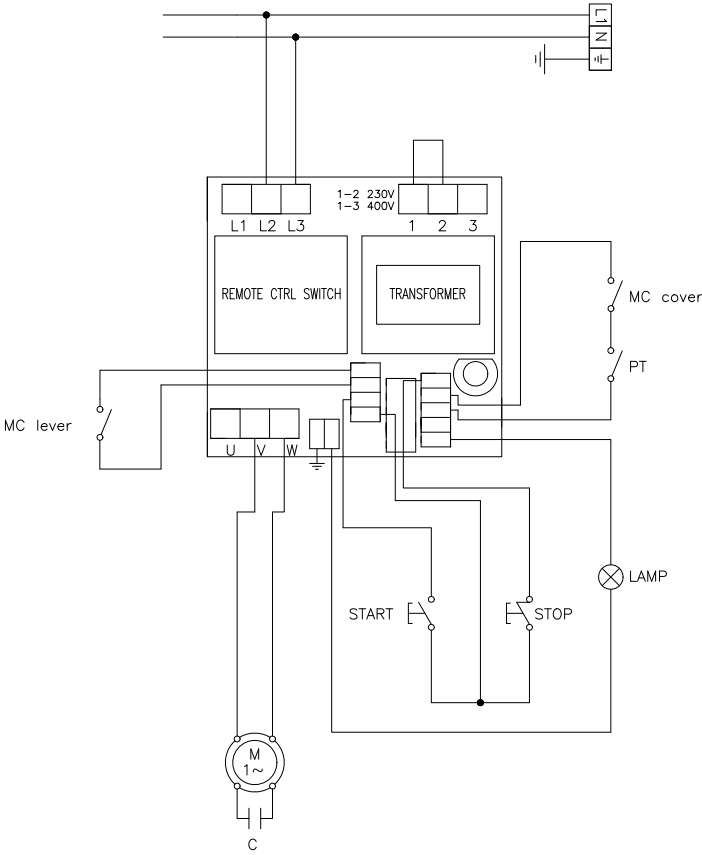 L1
N
1-2 230V
1-3 400V
L1 L2 L3
1 2 3
REMOTE CTRL SWITCH
TRANSFORMER
MC cover
PT
MC lever
U V W
LAMP
START
STOP
M
1~
C